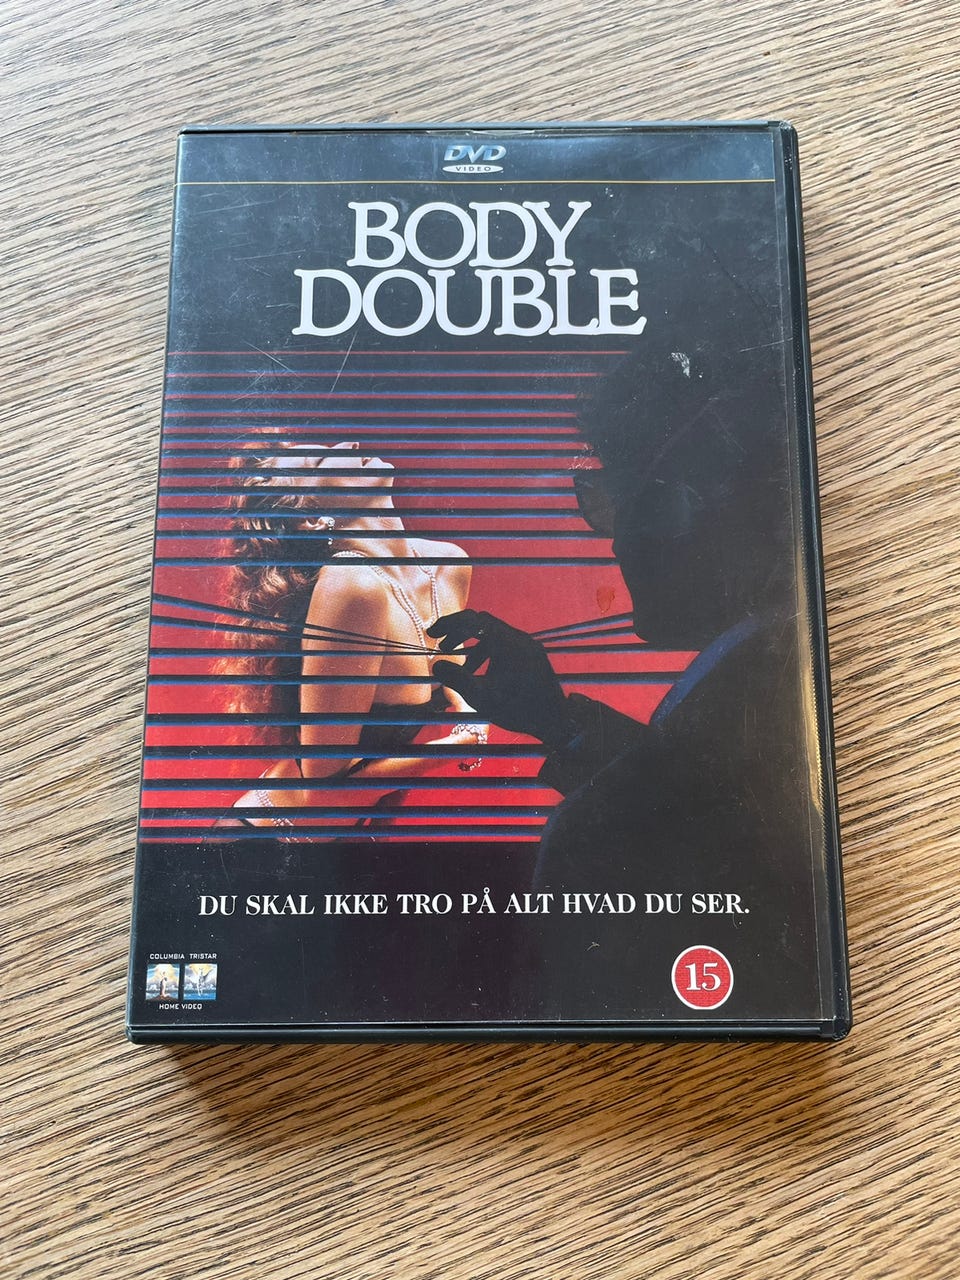 DVD
VIDEO
BODY
DOUBLE
DU SKAL IKKE TRO PÅ ALT HVAD DU SER.
COLUMBIA TRISTAR
HOME VIDEO
15